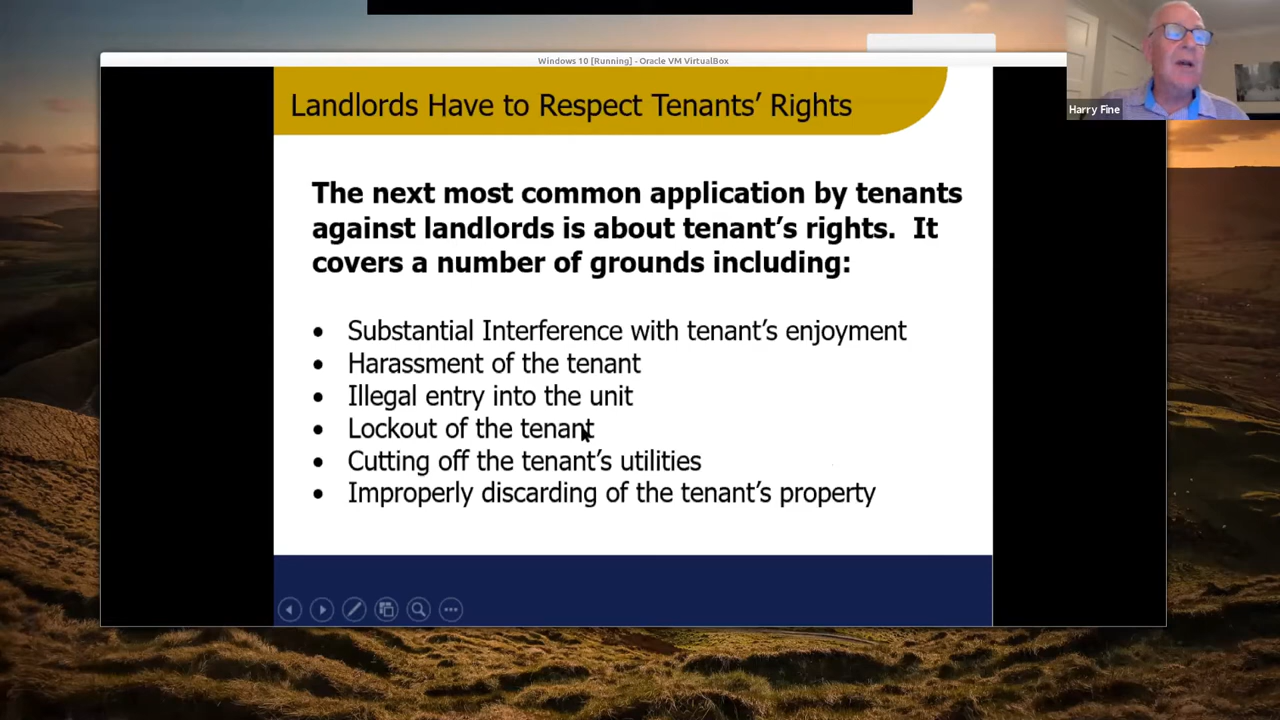 Windows 10 [Running] - Oracle VM VirtualBox
Harry Fine
Landlords Have to Respect Tenants’ Rights
The next most common application by tenants
against landlords is about tenant’s rights.  It
covers a number of grounds including:
• Substantial Interference with tenant’s enjoyment
• Harassment of the tenant
• Illegal entry into the unit
• Lockout of the tenant
• Cutting off the tenant’s utilities
• Improperly discarding of the tenant’s property